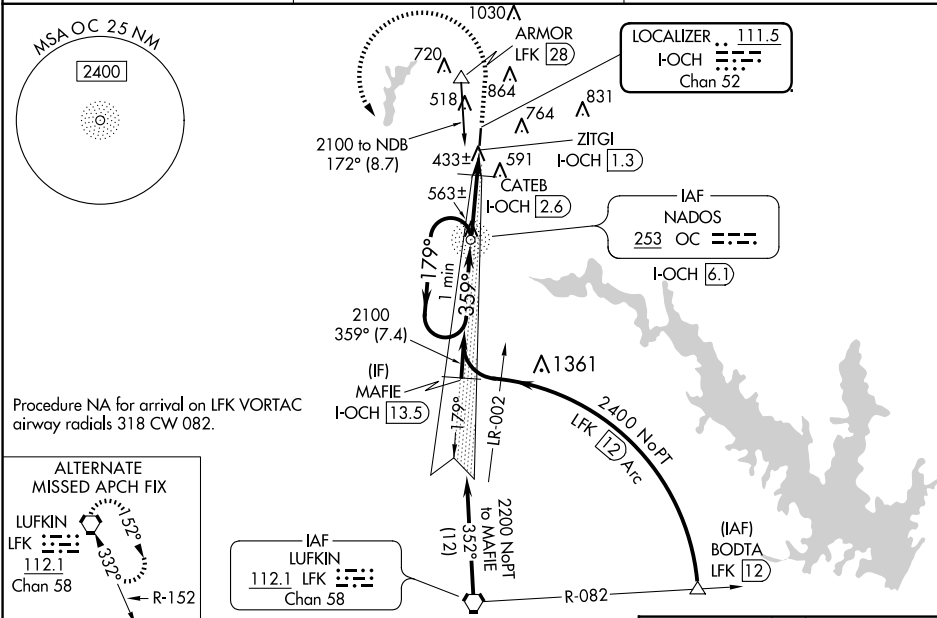 MSA OC 25 NM
2400
1030
ARMOR
LFK 28
720
518
864
764
831
2100 to NDB
172° (8.7)
LOCALIZER 111.5
I-OCH
Chan 52
433±
ZITGI
I-OCH 1.3
591
563±
CATEB
I-OCH 2.6
IAF
NADOS
253 OC
I-OCH 6.1
179°
1 min
359°
2100
359° (7.4)
(IF)
MAFIE
I-OCH 13.5
1361
179°
LR-002
2400 NoPT
LFK 12 Arc
Procedure NA for arrival on LFK VORTAC
airway radials 318 CW 082.
ALTERNATE
MISSED APCH FIX
LUFKIN
LFK
112.1
Chan 58
152°
332°
R-152
IAF
LUFKIN
112.1 LFK
Chan 58
2200 NoPT
to MAFIE
352°
(12)
R-082
(IAF)
BODTA
LFK 12